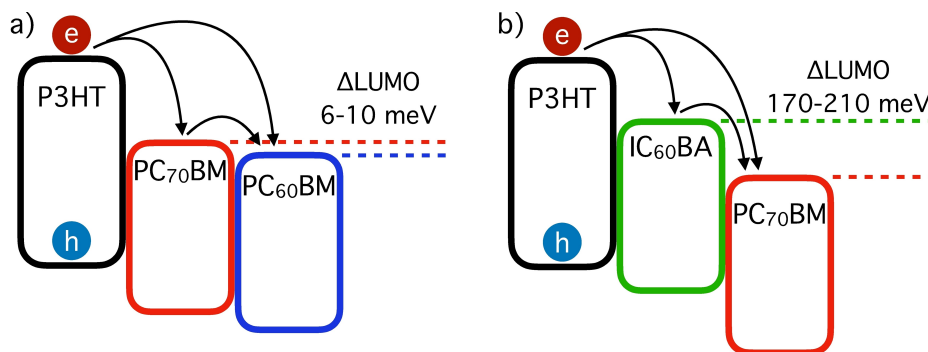 a)
e
P3HT
ΔLUMO
6-10 meV
PC₇₀BM
PC₆₀BM
h
b)
e
P3HT
ΔLUMO
170-210 meV
IC₆₀BA
PC₇₀BM
h